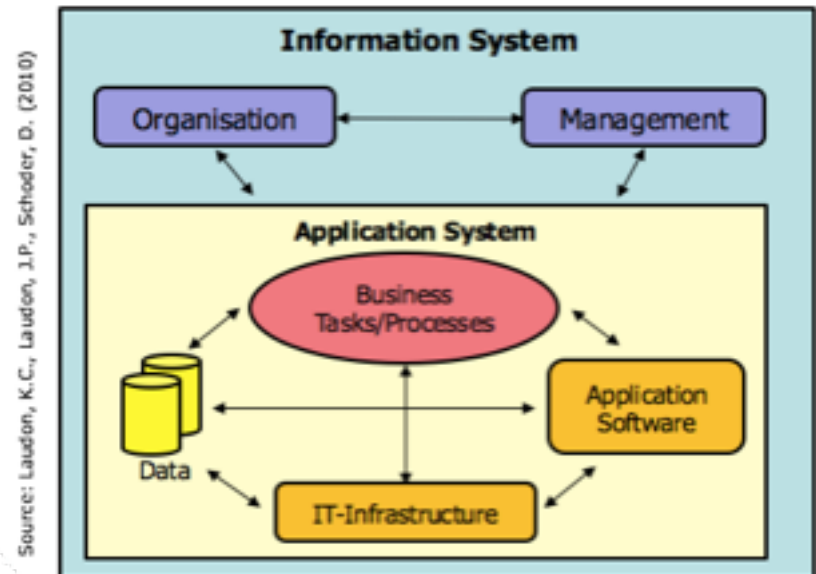 Source: Laudon, K.C., Laudon, J.P., Schoder, D. (2010)
Information System
Organisation
Management
Application System
Business
Tasks/Processes
Application
Software
Data
IT-Infrastructure